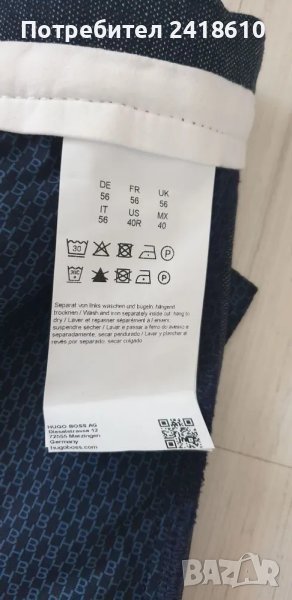 Потребител 2418610
DE FR UK
56 56 56
IT US MX
56 40R 40
30
P
P
Separat von links waschen und bügeln, hängend
trocknen / Wash and iron separately inside out, hang to
dry / Laver et repasser séparément à l'envers,
suspendre sécher / Lavar e passar a ferro do avesso e
separadamente, secar pendurado / Lavar y planchar al
revés por separado, secar colgado
HUGO BOSS AG
Dieselstrasse 12
72555 Metzingen
Germany
hugoboss.com
bazar